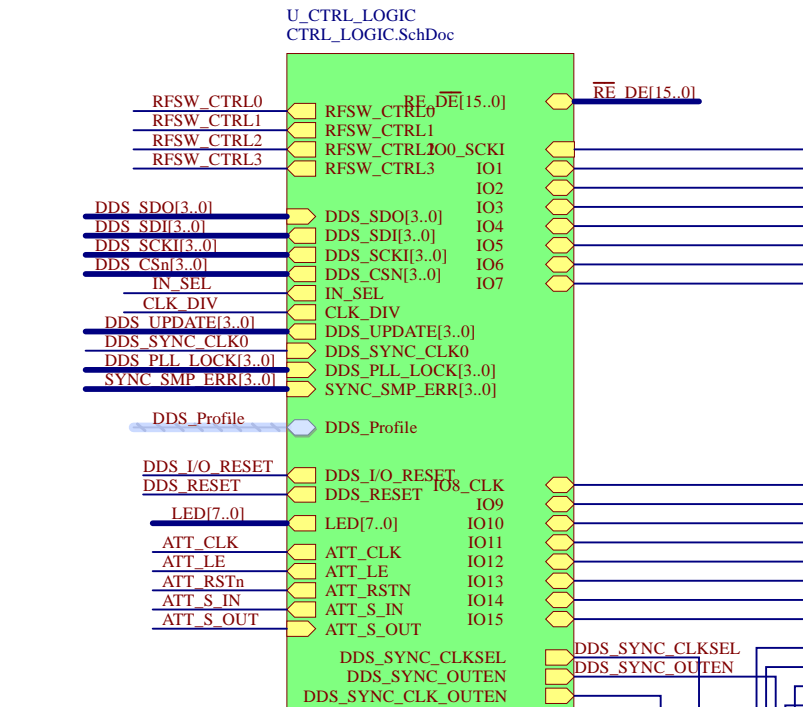 U_CTRL_LOGIC
CTRL_LOGIC.SchDoc
RFSW_CTRL0
RFSW_CTRL1
RFSW_CTRL2
RFSW_CTRL3
DDS_SDO[3..0]
DDS_SDI[3..0]
DDS_SCKI[3..0]
DDS_CSn[3..0]
IN_SEL
CLK_DIV
DDS_UPDATE[3..0]
DDS_SYNC_CLK0
DDS_PLL_LOCK[3..0]
SYNC_SMP_ERR[3..0]
DDS_Profile
DDS_I/O_RESET
DDS_RESET
LED[7..0]
ATT_CLK
ATT_LE
ATT_RSTn
ATT_S_IN
ATT_S_OUT
RFSW_CTRL0
RFSW_CTRL1
RFSW_CTRL2
RFSW_CTRL3
DDS_SDO[3..0]
DDS_SDI[3..0]
DDS_SCKI[3..0]
DDS_CSN[3..0]
IN_SEL
CLK_DIV
DDS_UPDATE[3..0]
DDS_SYNC_CLK0
DDS_PLL_LOCK[3..0]
SYNC_SMP_ERR[3..0]
DDS_Profile
DDS_I/O_RESET
DDS_RESET
LED[7..0]
ATT_CLK
ATT_LE
ATT_RSTN
ATT_S_IN
ATT_S_OUT
RE_DE[15..0]
IO0_SCKI
IO1
IO2
IO3
IO4
IO5
IO6
IO7
IO8_CLK
IO9
IO10
IO11
IO12
IO13
IO14
IO15
DDS_SYNC_CLKSEL
DDS_SYNC_OUTEN
DDS_SYNC_CLK_OUTEN
RE_DE[15..0]
DDS_SYNC_CLKSEL
DDS_SYNC_OUTEN